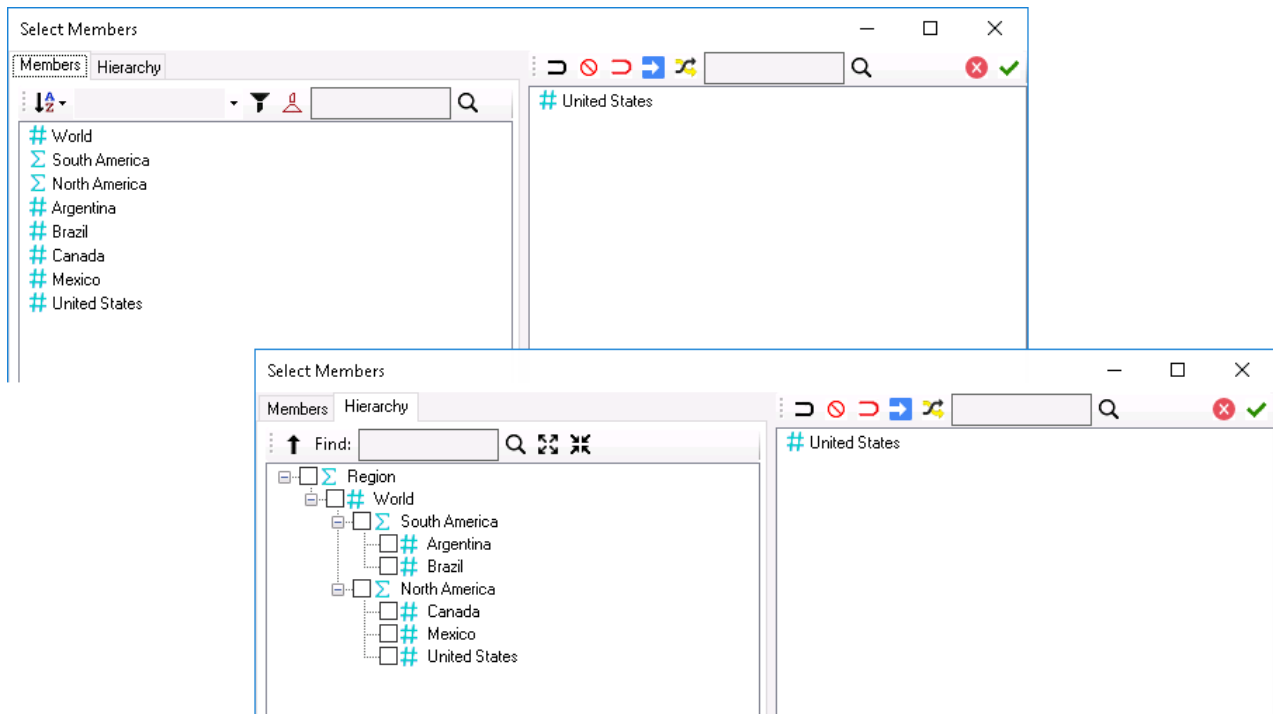 Select Members
Members Hierarchy
World
South America
North America
Argentina
Brazil
Canada
Mexico
United States
United States
Select Members
Members Hierarchy
Find:
Region
World
South America
Argentina
Brazil
North America
Canada
Mexico
United States
United States